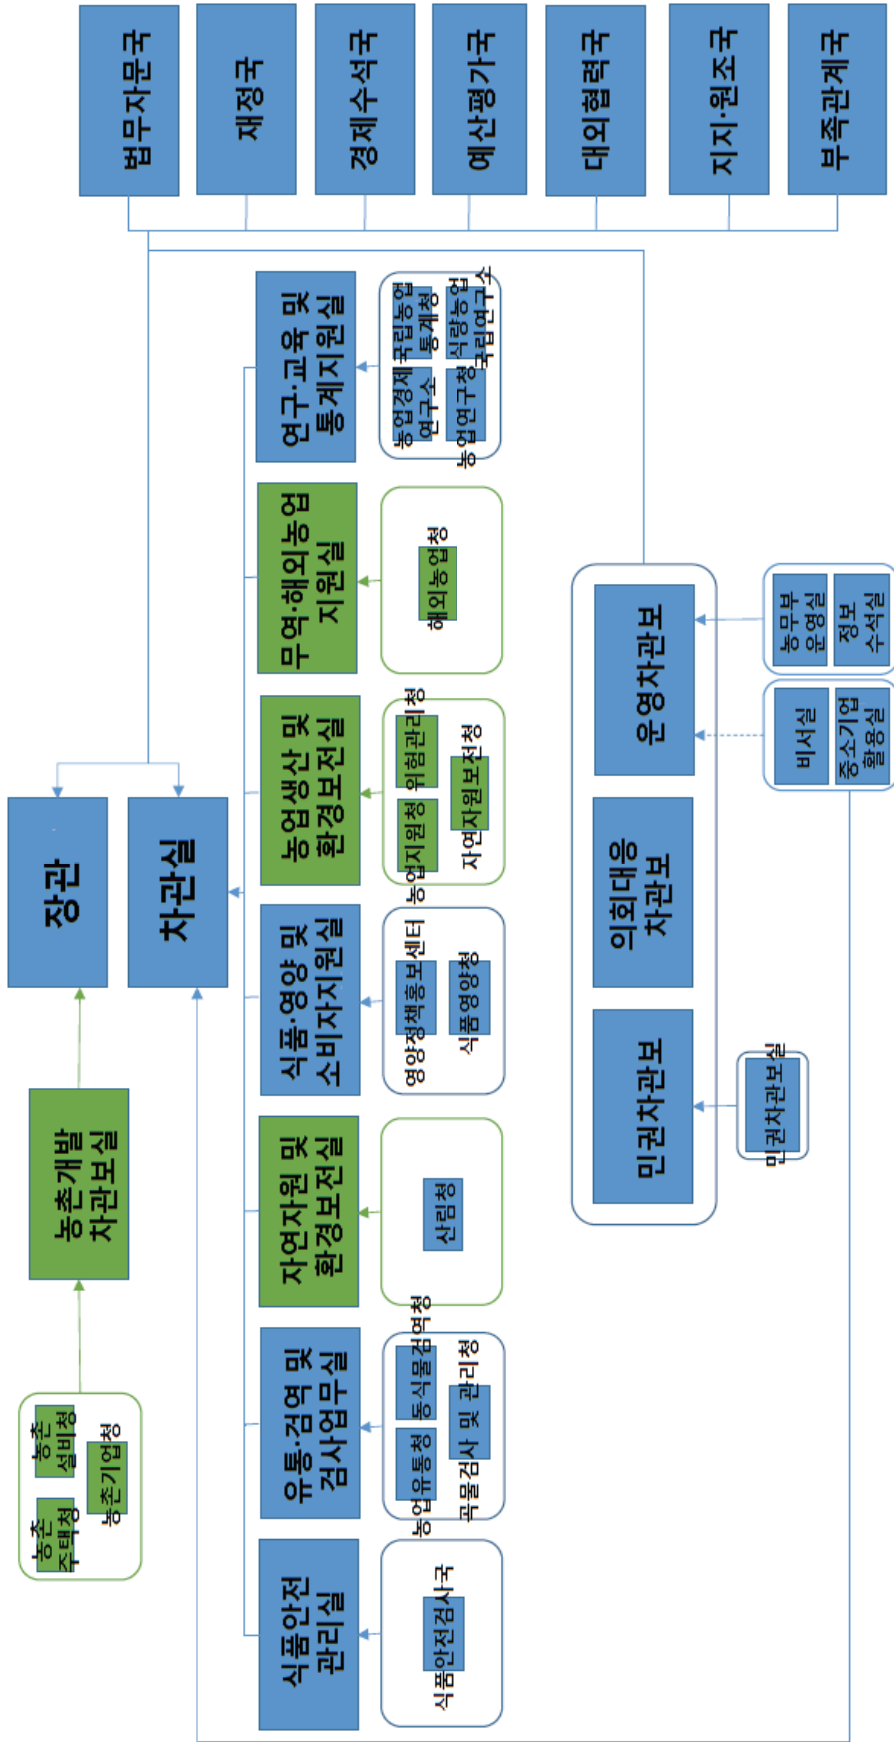 장관
차관실
농촌개발
차관보실
농촌
주택청
농촌
설비청
농촌기업청
식품안전
관리실
유통·검역 및
검사업무실
자연자원 및
환경보전실
식품·영양 및
소비자지원실
농업생산 및
환경보전실
무역·해외농업
지원실
연구·교육 및
통계지원실
식품안전검사국
농업유통청
동식물검역청
곡물검사 및 관리청
산림청
영양정책홍보센터
식품영양청
농업지원청
위험관리청
자연자원보전청
해외농업청
농업경제
연구소
국립농업
통계청
농업연구청
식량농업
국립연구소
민권차관보
의회대응
차관보
운영차관보
민권차관보실
비서실
중소기업
활용실
농무부
운영실
정보
수석실
법무자문국
재정국
경제수석국
예산평가국
대외협력국
지지·원조국
부족관계국